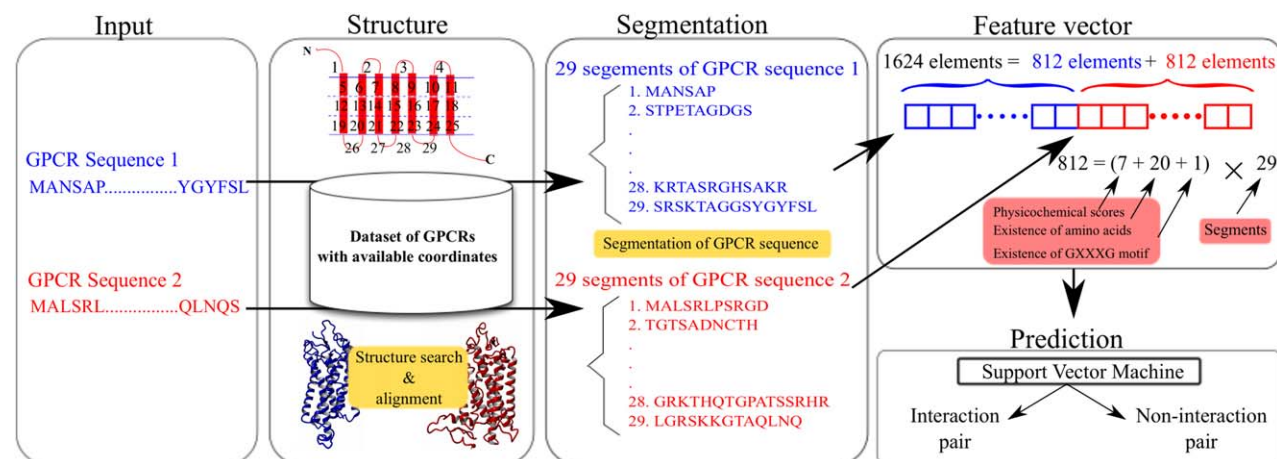 Input
GPCR Sequence 1
MANSAP...............YGYFSL
GPCR Sequence 2
MALSRL...............QLNQS
Structure
N
1 2 3 4
5 6 7 8 9 10 11
12 13 14 15 16 17 18
19 20 21 22 23 24 25
26 27 28 29
C
Dataset of GPCRs
with available coordinates
Structure search
&
alignment
Segmentation
29 segements of GPCR sequence 1
1. MANSAP
2. STPETAGDGS
.
.
.
.
28. KRTASRGHSAKR
29. SRSKTAGGSYGYFSL
Segmentation of GPCR sequence
29 segments of GPCR sequence 2
1. MALSRLPSRGD
2. TGTSADNCTH
.
.
.
.
28. GRKTHQTGPATSSRHR
29. LGRSKKGTAQLNQ
Feature vector
1624 elements = 812 elements + 812 elements
812 = (7 + 20 + 1) × 29
Physicochemical scores
Existence of amino acids
Existence of GXXXG motif
Segments
Prediction
Support Vector Machine
Interaction
pair
Non-interaction
pair